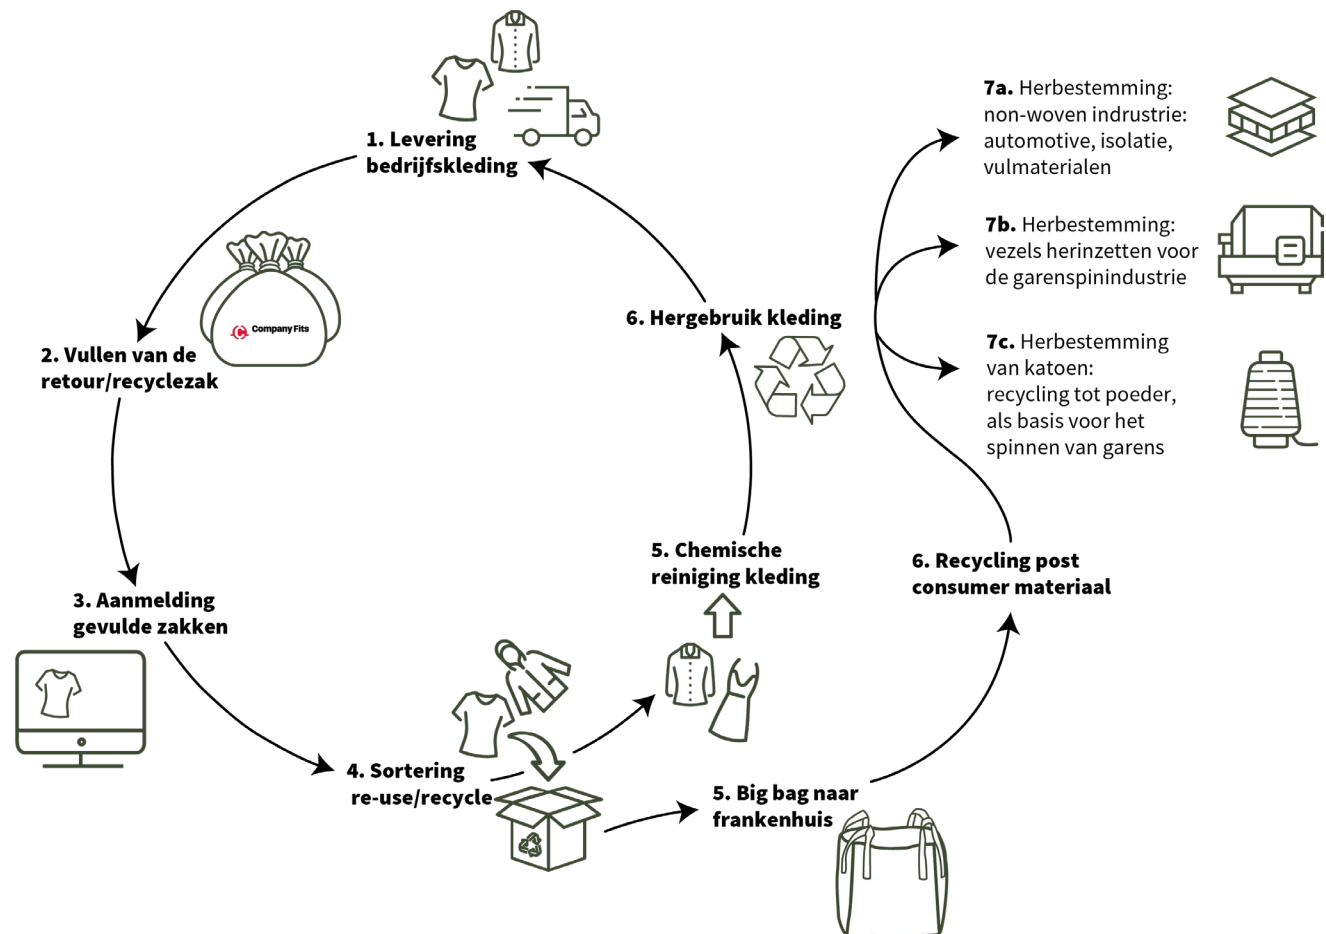 1. Levering
bedrijfskleding
Company Fits
2. Vullen van de
retour/recyclezak
3. Aanmelding
gevulde zakken
4. Sortering
re-use/recycle
5. Chemische
reiniging kleding
6. Hergebruik kleding
5. Big bag naar
frankenhuis
6. Recycling post
consumer materiaal
7a. Herbestemming:
non-woven indrustrie:
automotive, isolatie,
vulmaterialen
7b. Herbestemming:
vezels herinzetten voor
de garenspinindustrie
7c. Herbestemming
van katoen:
recycling tot poeder,
als basis voor het
spinnen van garens